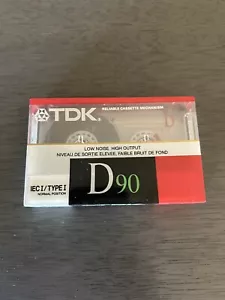 TDK
RELIABLE CASSETTE MECHANISM
D
LOW NOISE, HIGH OUTPUT
NIVEAU DE SORTIE ELEVEE, FAIBLE BRUIT DE FOND
D90
IEC I / TYPE I
NORMAL POSITION